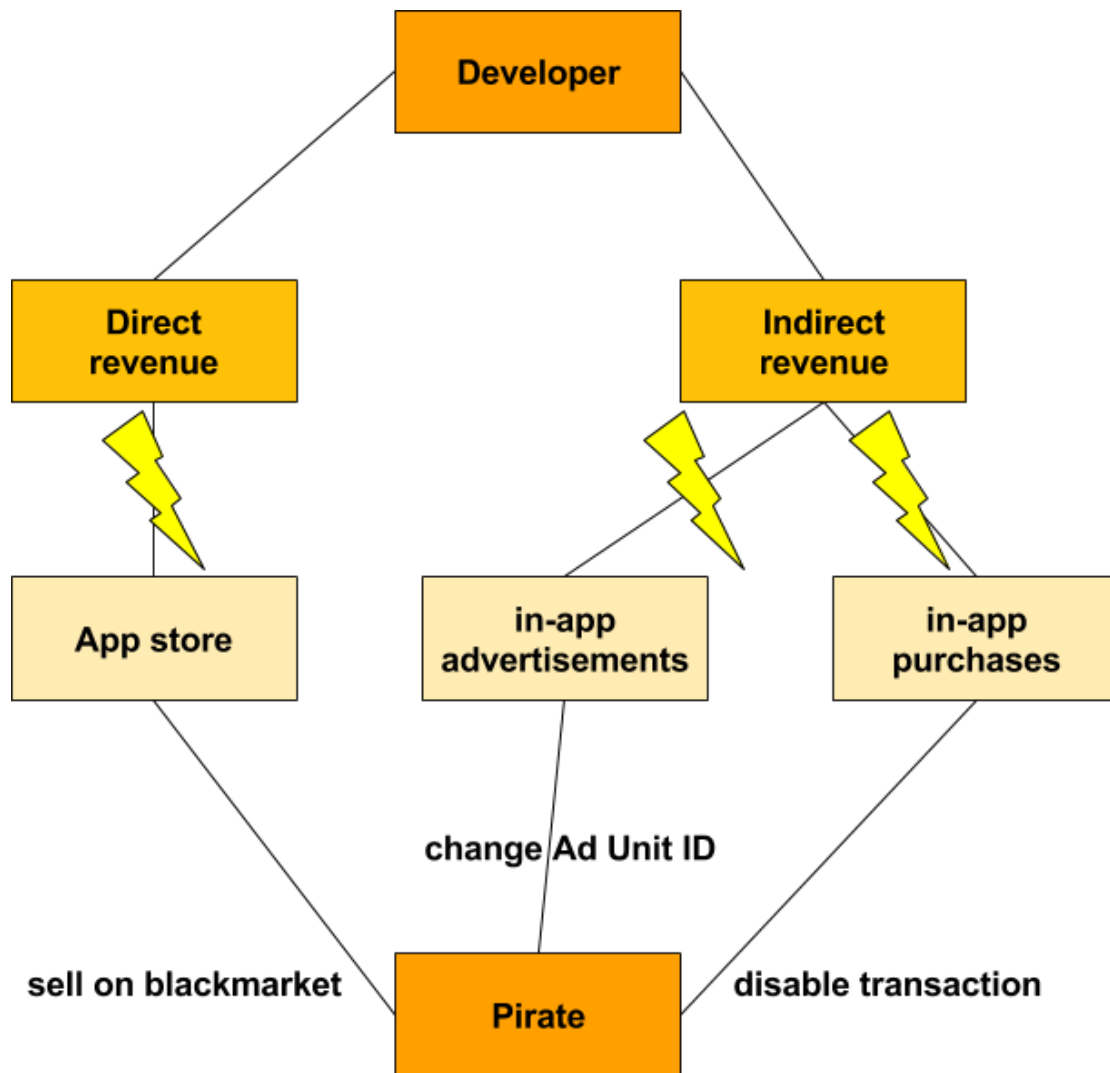 Developer
Direct
revenue
Indirect
revenue
App store
in-app
advertisements
in-app
purchases
change Ad Unit ID
sell on blackmarket
disable transaction
Pirate